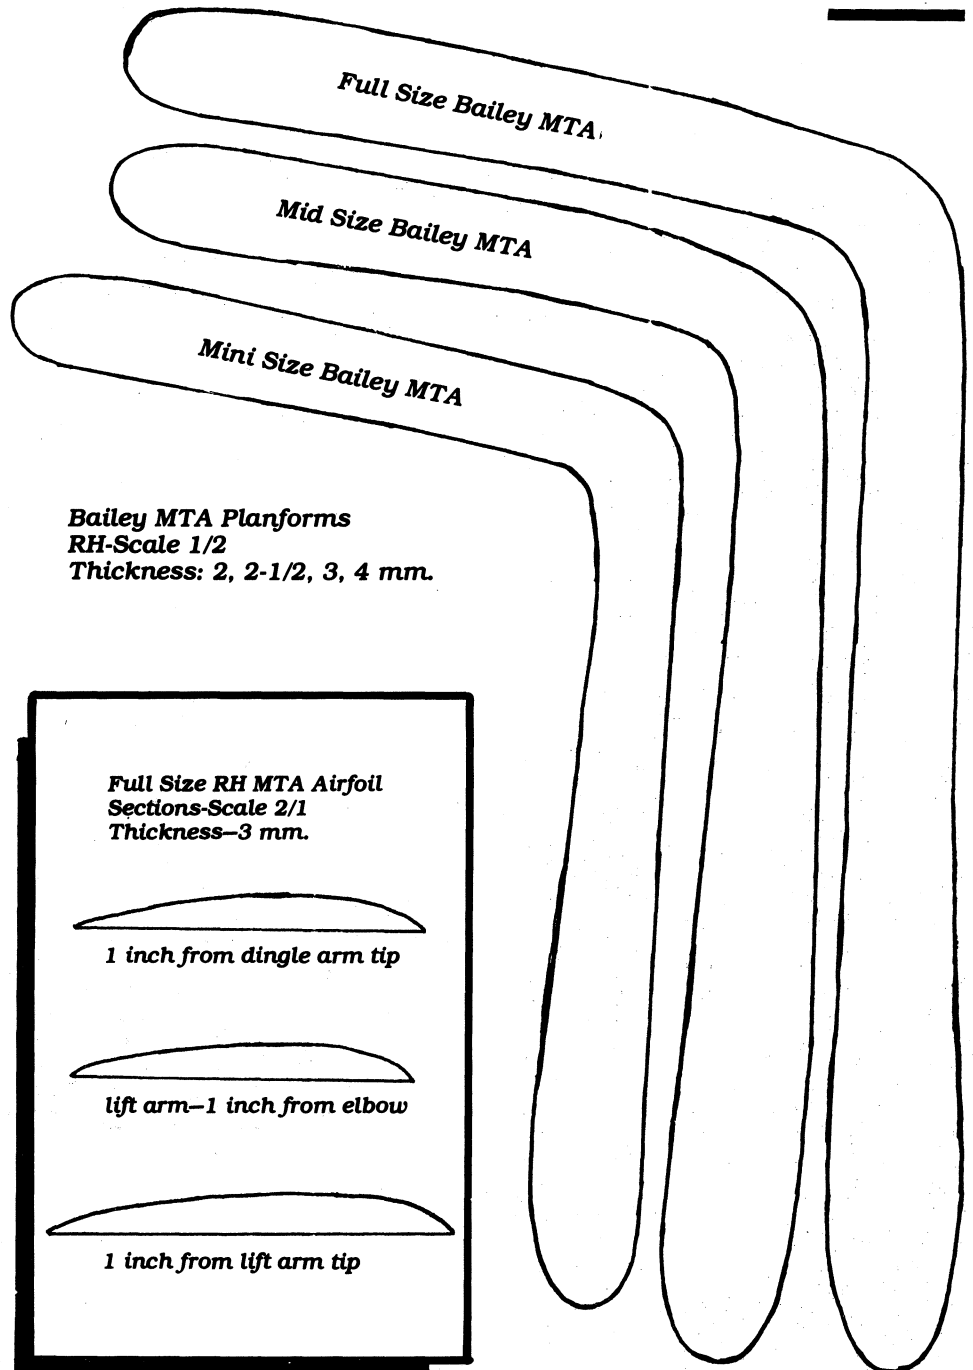 Full Size Bailey MTA
Mid Size Bailey MTA
Mini Size Bailey MTA
Bailey MTA Planforms
RH-Scale 1/2
Thickness: 2, 2-1/2, 3, 4 mm.
Full Size RH MTA Airfoil
Sections-Scale 2/1
Thickness—3 mm.
1 inch from dingle arm tip
lift arm—1 inch from elbow
1 inch from lift arm tip